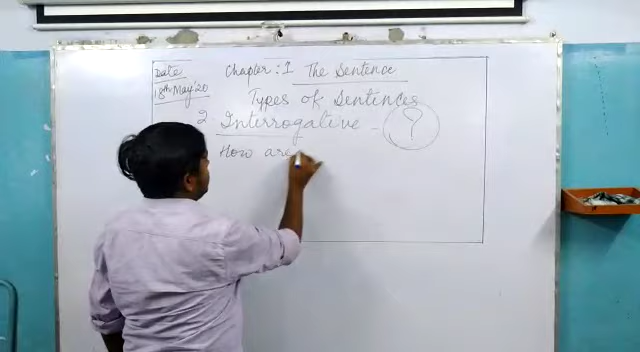 Date
18th May'20
Chapter : 1 The Sentence
Types of Sentences
2 Interrogative - ?
How are